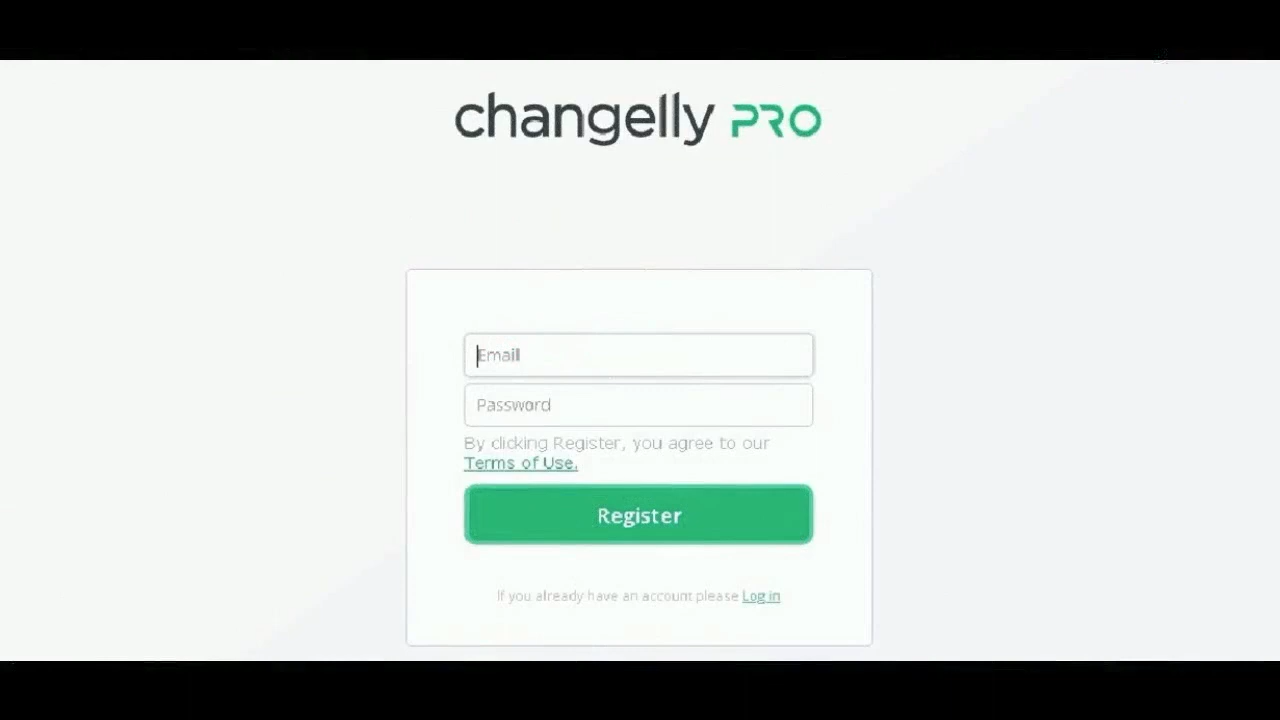 changelly PRO
Email
Password
By clicking Register, you agree to our
Terms of Use.
Register
If you already have an account please Log in